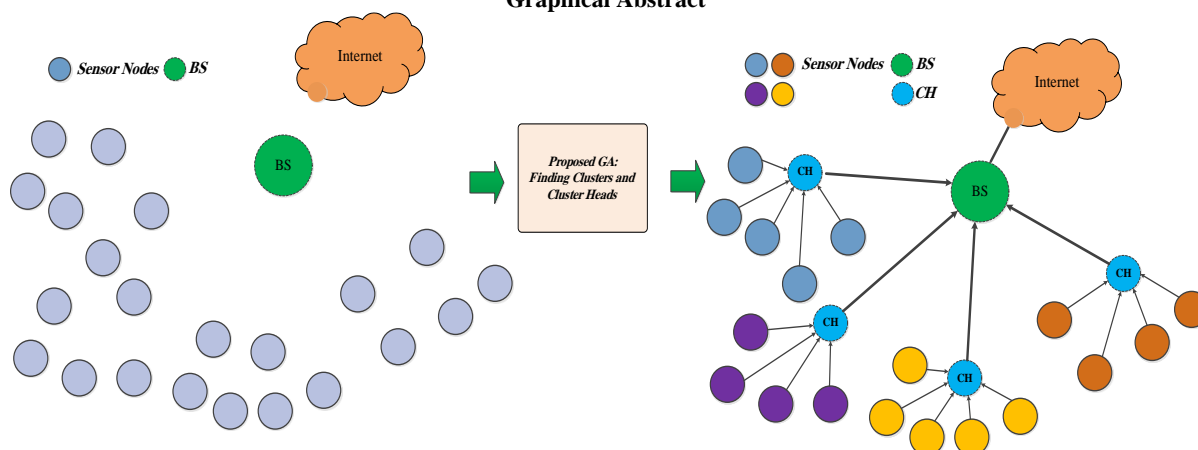 Graphical Abstract
Internet
Sensor Nodes
BS
BS
Proposed GA:
Finding Clusters and
Cluster Heads
Sensor Nodes
BS
CH
Internet
CH
BS
CH
CH
CH